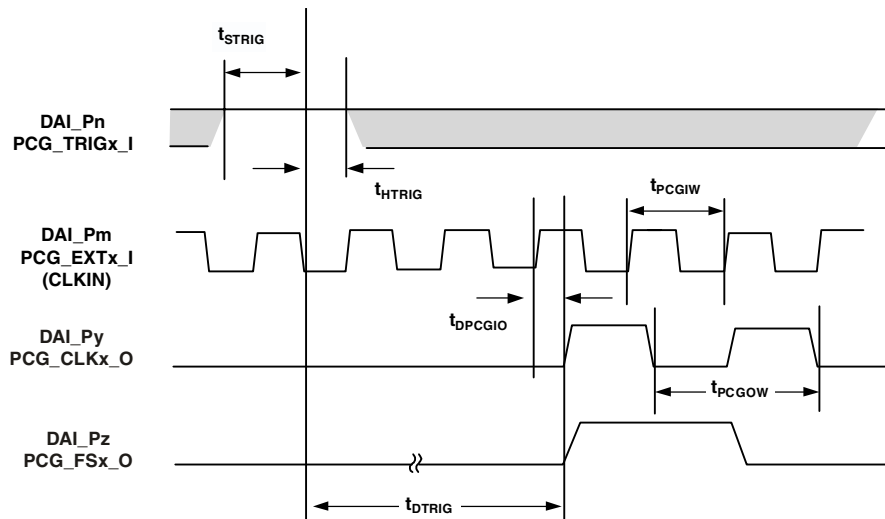 tSTRIG
DAI_Pn
PCG_TRIGx_I
tHTRIG
tPCGIW
DAI_Pm
PCG_EXTx_I
(CLKIN)
tDPCGIO
DAI_Py
PCG_CLKx_O
tPCGOW
DAI_Pz
PCG_FSx_O
tDTRIG